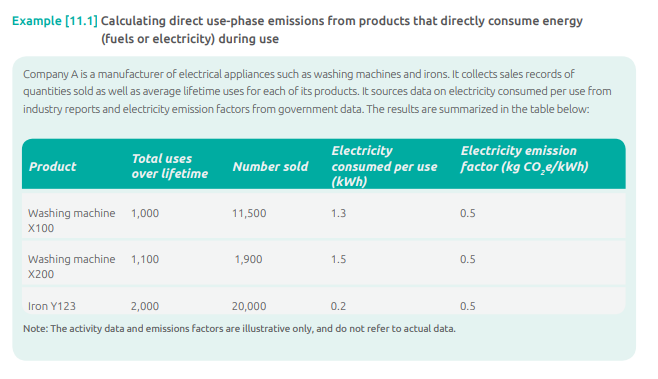 Example [11.1] Calculating direct use-phase emissions from products that directly consume energy
(fuels or electricity) during use
Company A is a manufacturer of electrical appliances such as washing machines and irons. It collects sales records of
quantities sold as well as average lifetime uses for each of its products. It sources data on electricity consumed per use from
industry reports and electricity emission factors from government data. The results are summarized in the table below:
Product | Total uses over lifetime | Number sold | Electricity consumed per use (kWh) | Electricity emission factor (kg CO₂e/kWh)
Washing machine X100 | 1,000 | 11,500 | 1.3 | 0.5
Washing machine X200 | 1,100 | 1,900 | 1.5 | 0.5
Iron Y123 | 2,000 | 20,000 | 0.2 | 0.5
Note: The activity data and emissions factors are illustrative only, and do not refer to actual data.